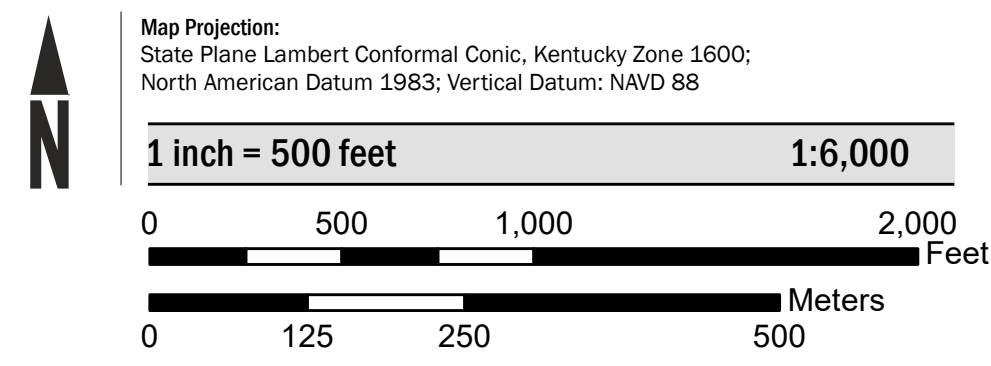 N
Map Projection:
State Plane Lambert Conformal Conic, Kentucky Zone 1600;
North American Datum 1983; Vertical Datum: NAVD 88
1 inch = 500 feet 1:6,000
0 500 1,000 2,000
Feet
Meters
0 125 250 500